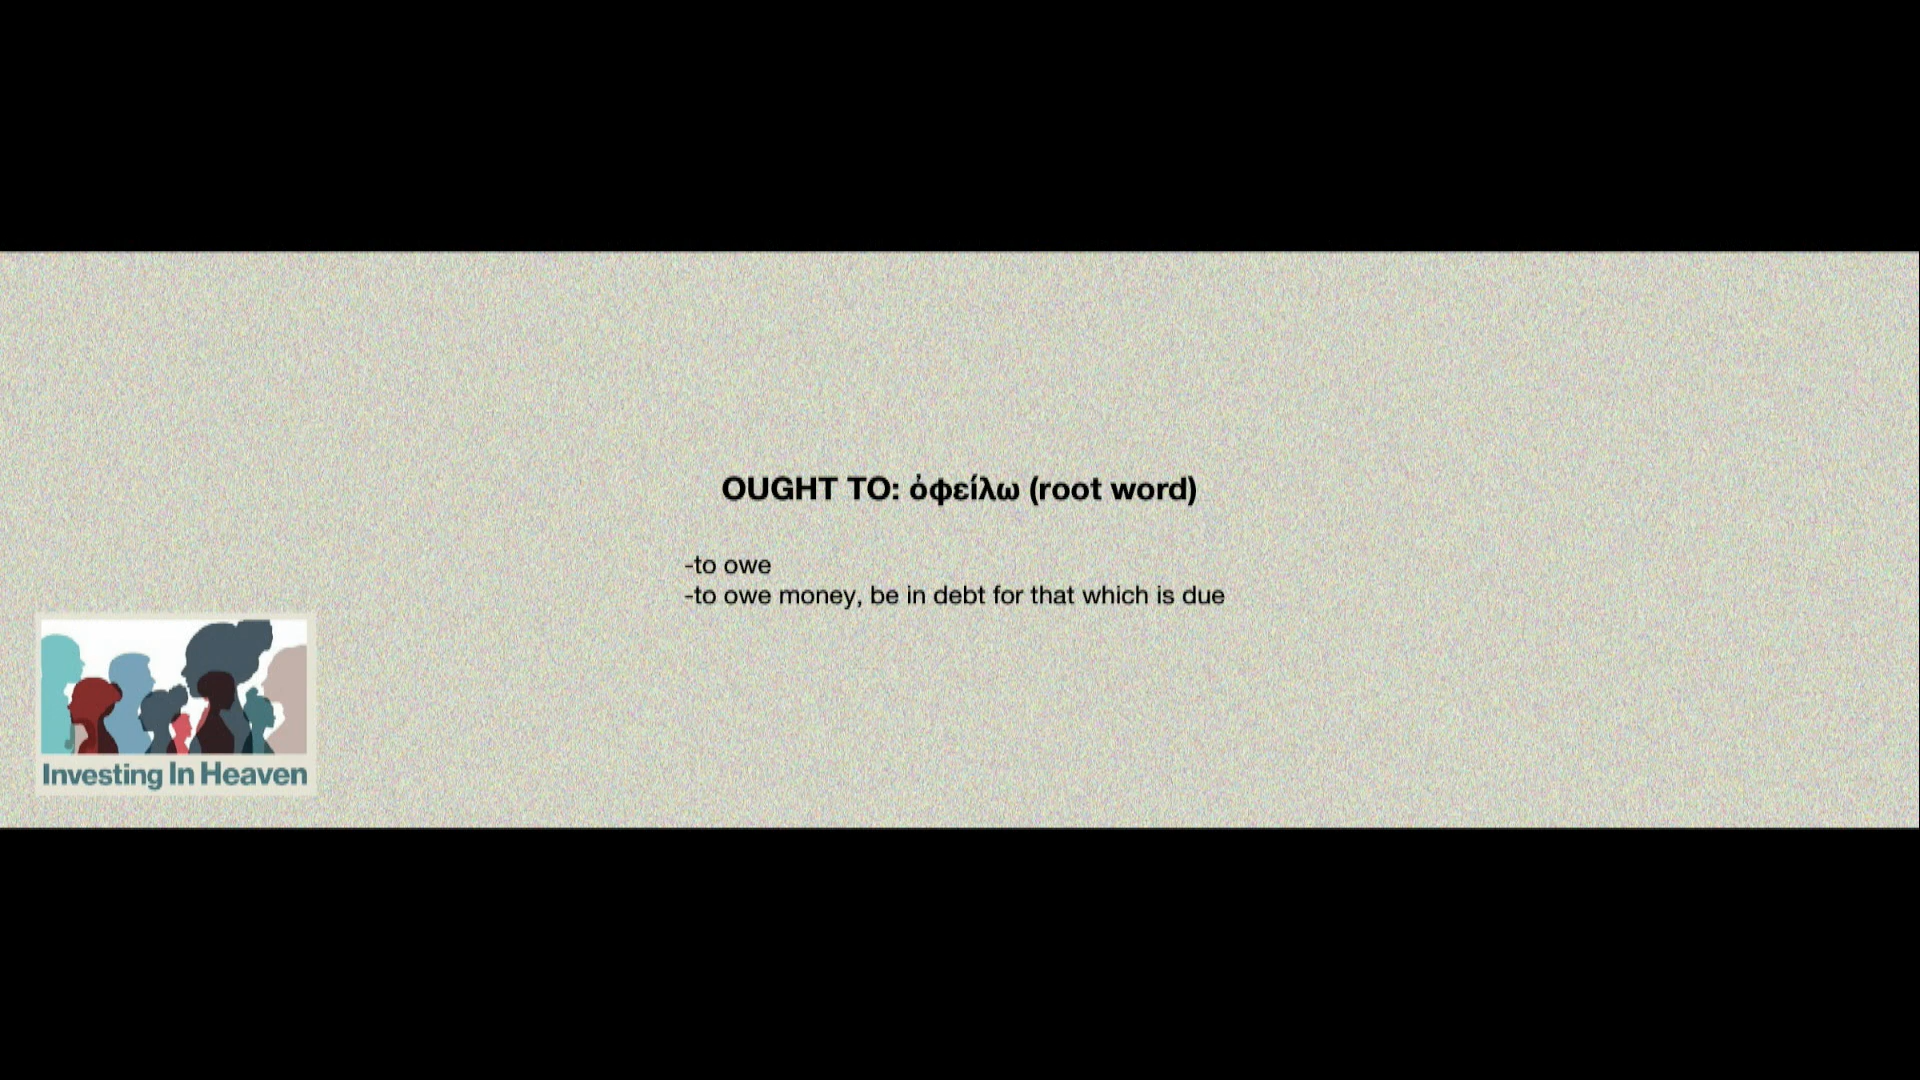 OUGHT TO: ὀφείλω (root word)
-to owe
-to owe money, be in debt for that which is due
Investing In Heaven